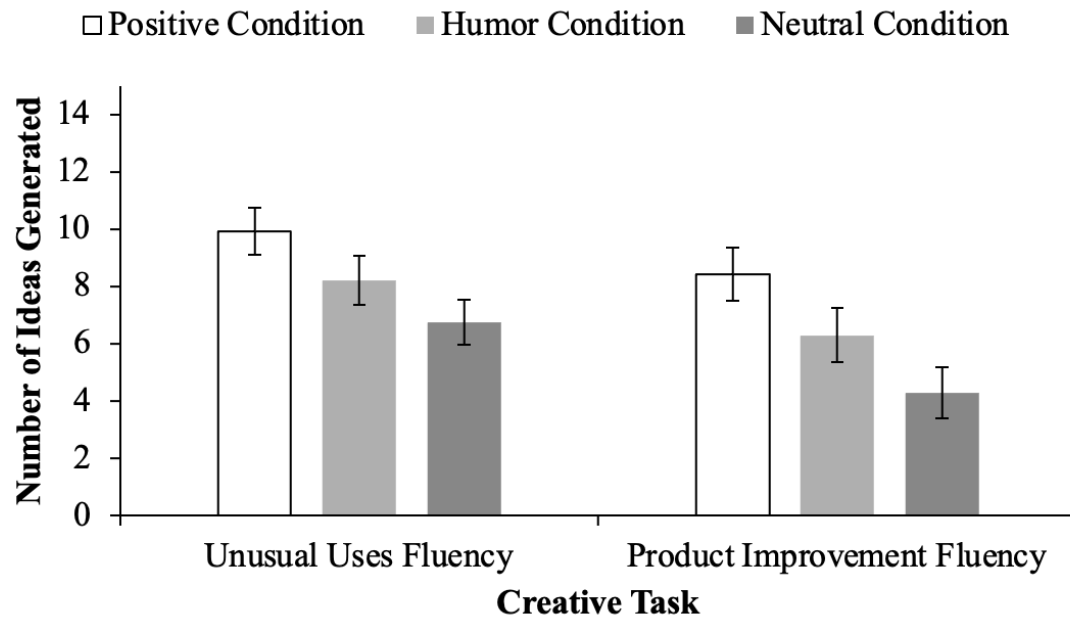 Positive Condition Humor Condition Neutral Condition
Number of Ideas Generated
14
12
10
8
6
4
2
0
Unusual Uses Fluency Product Improvement Fluency
Creative Task